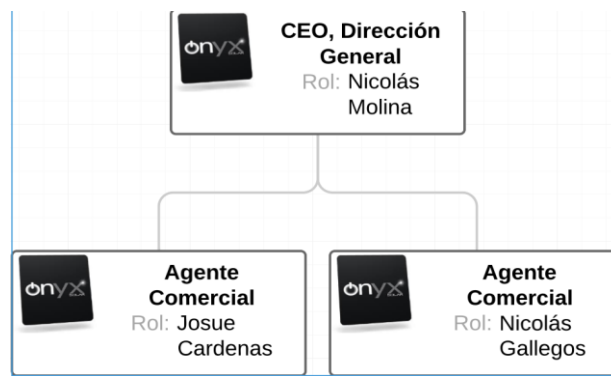 onyx
CEO, Dirección
General
Rol: Nicolás
Molina
onyx
Agente
Comercial
Rol: Josue
Cardenas
onyx
Agente
Comercial
Rol: Nicolás
Gallegos